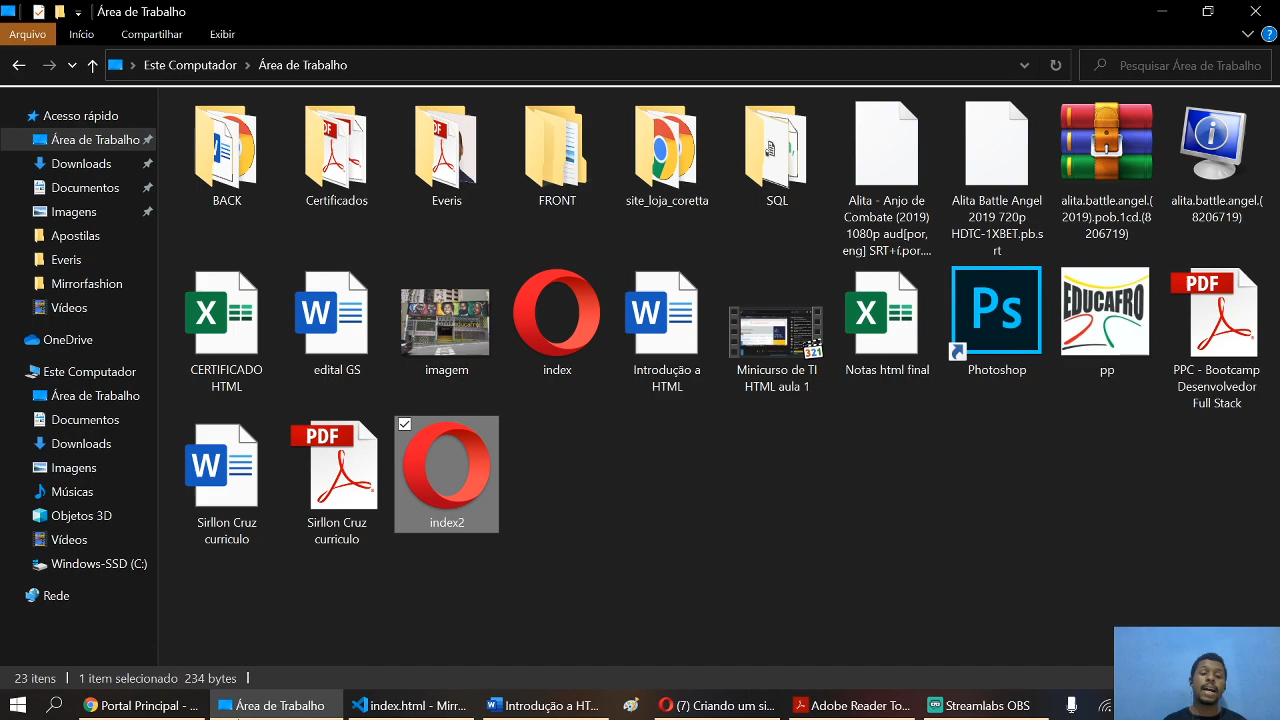 Área de Trabalho
Arquivo
Início
Compartilhar
Exibir
Este Computador
Área de Trabalho
Pesquisar Área de Trabalho
Acesso rápido
Área de Trabalho
Downloads
Documentos
Imagens
Apostilas
Everis
Mirrorfashion
Vídeos
OneDrive
Este Computador
Área de Trabalho
Documentos
Downloads
Imagens
Músicas
Objetos 3D
Vídeos
Windows-SSD (C:)
Rede
BACK
Certificados
Everis
FRONT
site_loja_coretta
SQL
Alita - Anjo de
Combate (2019)
1080p aud[por,
eng] SRT+í.por....
Alita Battle Angel
2019 720p
HDTC-1XBET.pb.s
rt
alita.battle.angel.(
2019).pob.1cd.(8
206719)
alita.battle.angel.(
8206719)
CERTIFICADO
HTML
edital GS
imagem
index
Introdução a
HTML
321
Minicurso de TI
HTML aula 1
Notas html final
Ps
Photoshop
EDUCAFRO
pp
PDF
PPC - Bootcamp
Desenvolvedor
Full Stack
W
Sirllon Cruz
curriculo
PDF
Sirllon Cruz
curriculo
index2
23 itens
1 item selecionado 234 bytes
Portal Principal - ...
Área de Trabalho
index.html - Mirr...
Introdução a HT...
(7) Criando um si...
Adobe Reader To...
Streamlabs OBS